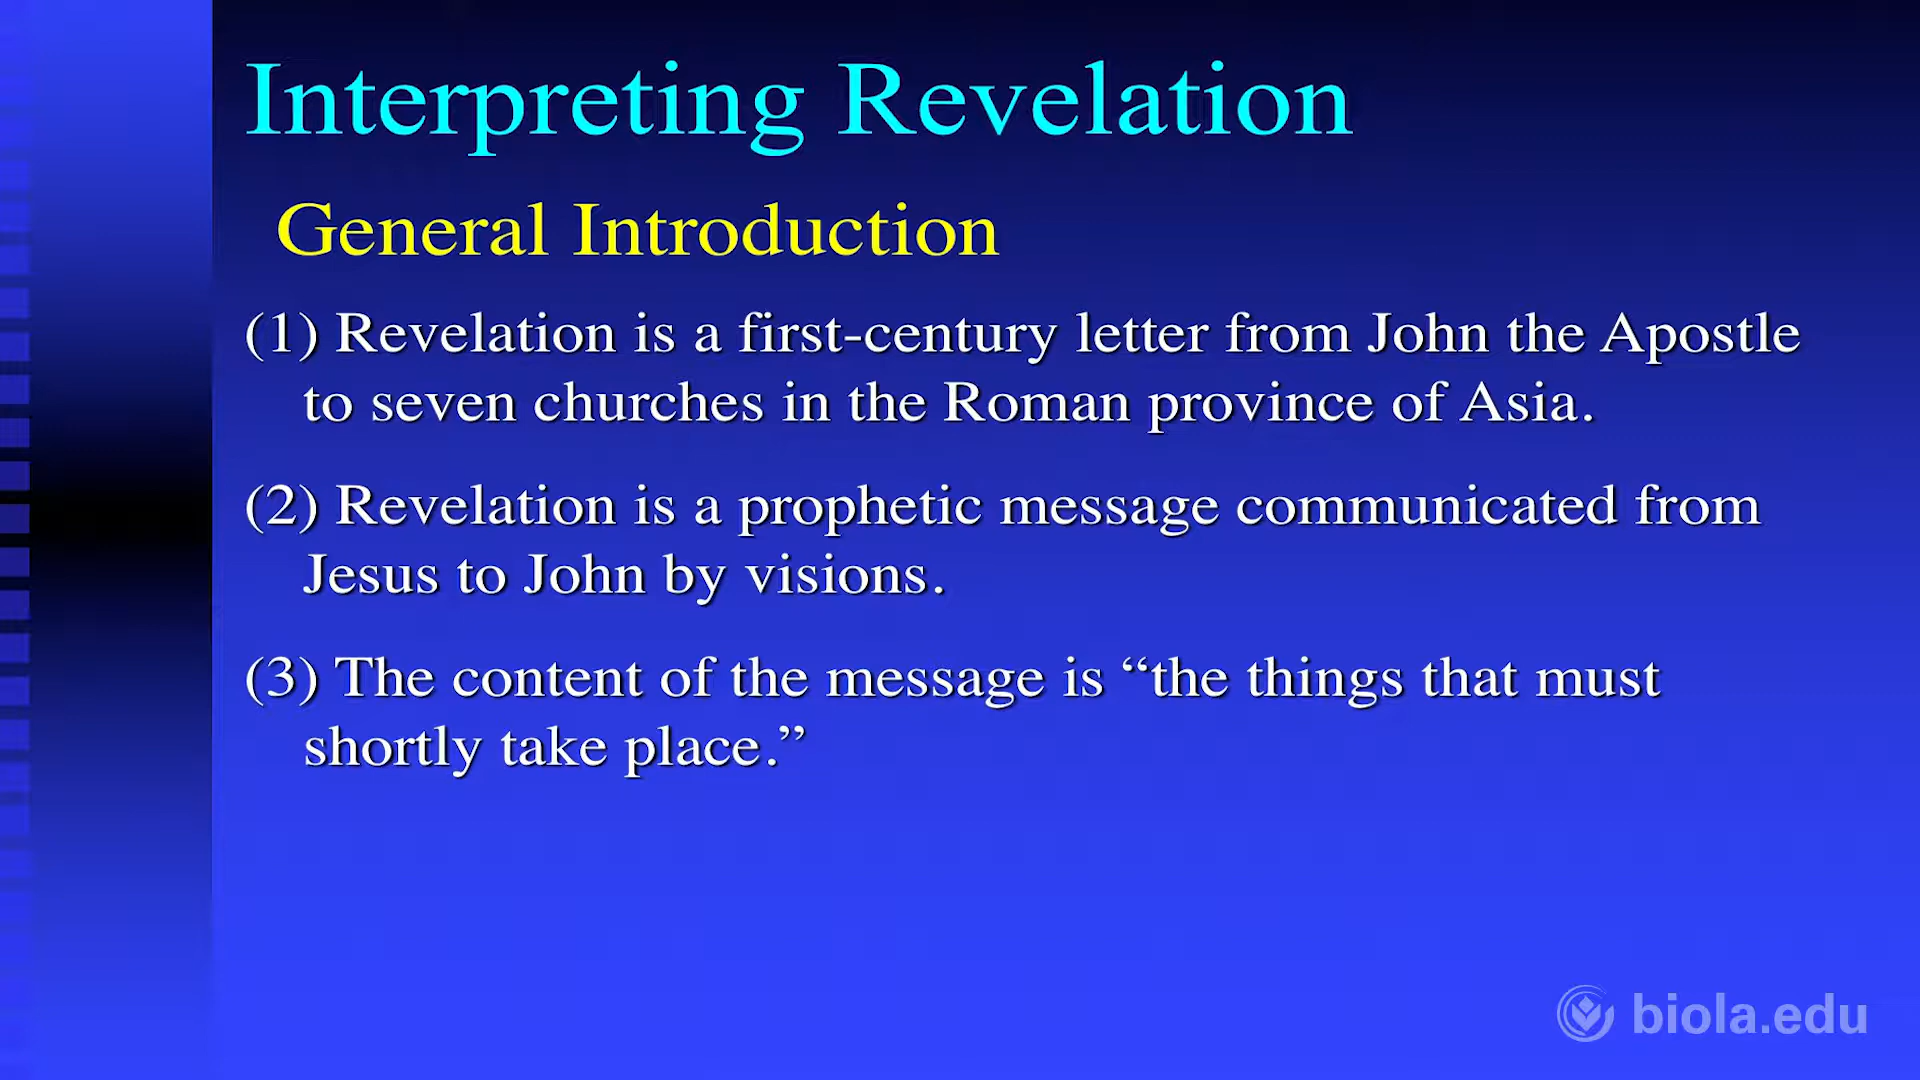 Interpreting Revelation
General Introduction
(1) Revelation is a first-century letter from John the Apostle
to seven churches in the Roman province of Asia.
(2) Revelation is a prophetic message communicated from
Jesus to John by visions.
(3) The content of the message is “the things that must
shortly take place.”
biola.edu